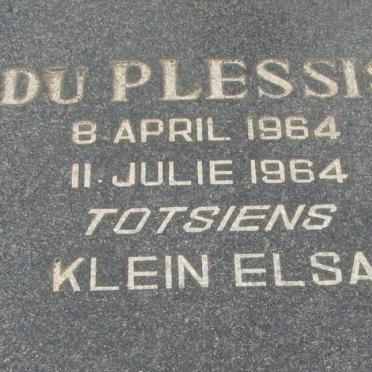 DU PLESSIS
8 APRIL 1964
11 JULIE 1964
TOTSIENS
KLEIN ELSA